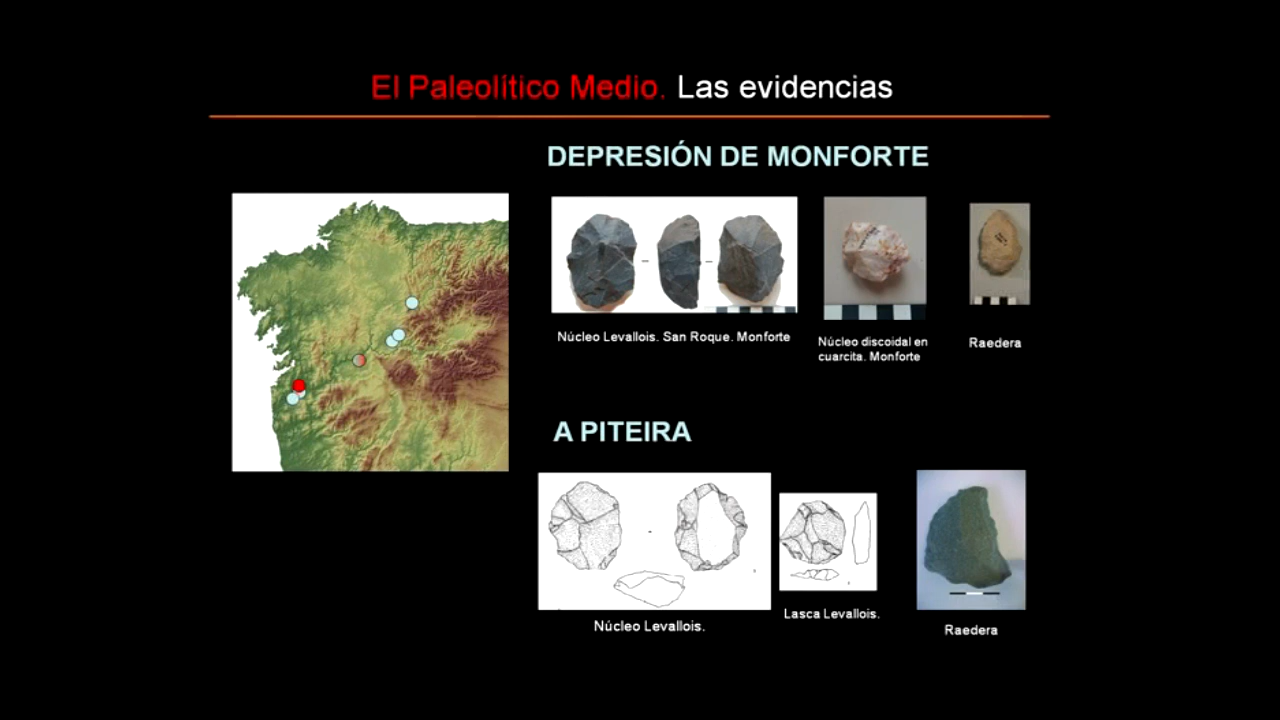 El Paleolítico Medio. Las evidencias
DEPRESIÓN DE MONFORTE
Núcleo Levallois. San Roque. Monforte
Núcleo discoidal en
cuarcita. Monforte
Raedera
A PITEIRA
Núcleo Levallois.
Lasca Levallois.
Raedera